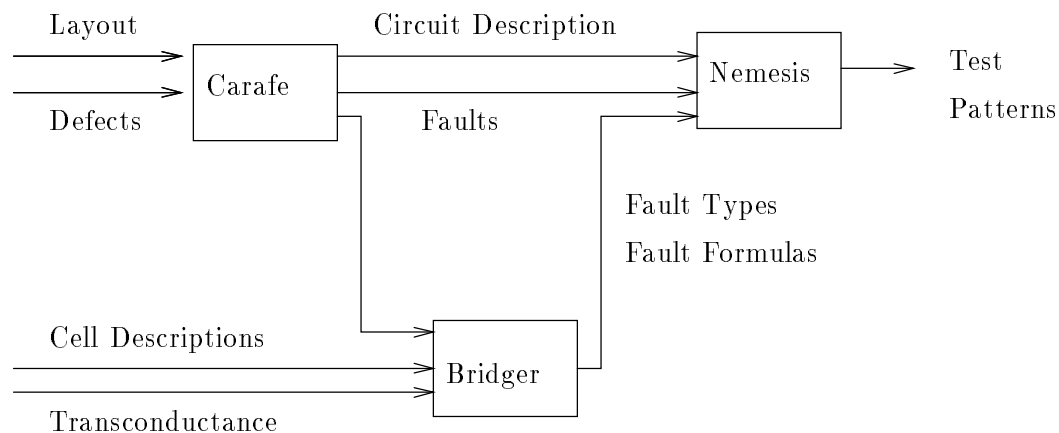 Layout
Circuit Description
Carafe
Nemesis
Test
Patterns
Defects
Faults
Fault Types
Fault Formulas
Cell Descriptions
Bridger
Transconductance